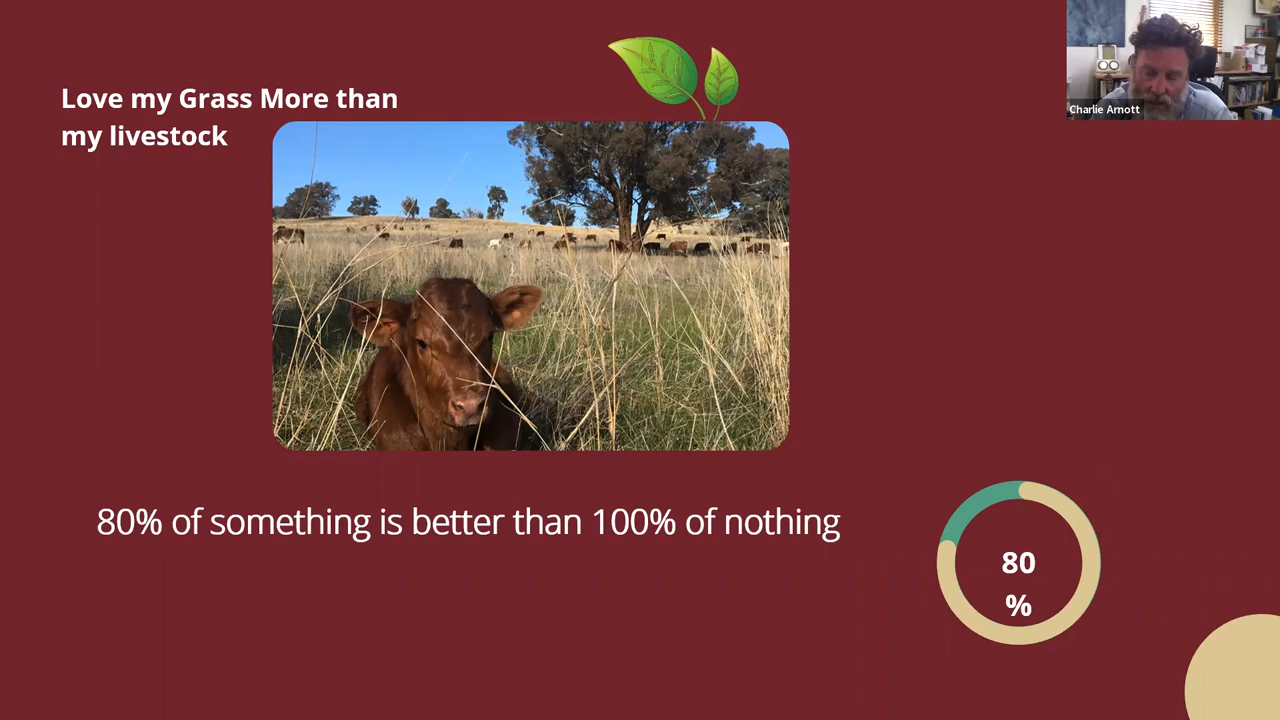 Love my Grass More than
my livestock
Charlie Arnott
80% of something is better than 100% of nothing
80
%